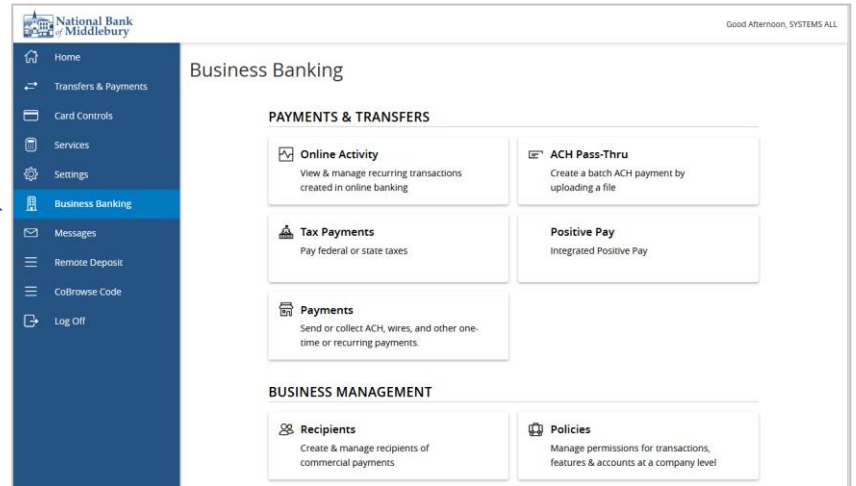 National Bank
of Middlebury
Good Afternoon, SYSTEMS ALL
Home
Transfers & Payments
Card Controls
Services
Settings
Business Banking
Messages
Remote Deposit
CoBrowse Code
Log Off
Business Banking
PAYMENTS & TRANSFERS
Online Activity
View & manage recurring transactions
created in online banking
ACH Pass-Thru
Create a batch ACH payment by
uploading a file
Tax Payments
Pay federal or state taxes
Positive Pay
Integrated Positive Pay
Payments
Send or collect ACH, wires, and other one-
time or recurring payments.
BUSINESS MANAGEMENT
Recipients
Create & manage recipients of
commercial payments
Policies
Manage permissions for transactions,
features & accounts at a company level